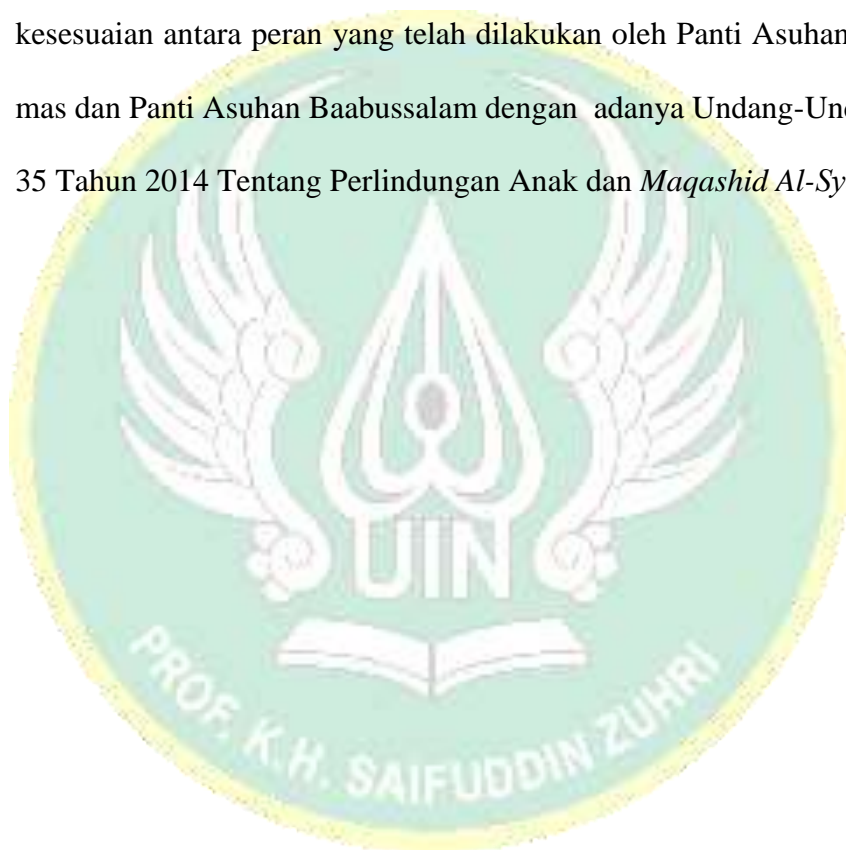 kesesuaian antara peran yang telah dilakukan oleh Panti Asuhan
mas dan Panti Asuhan Baabussalam dengan adanya Undang-Und
35 Tahun 2014 Tentang Perlindungan Anak dan Maqashid Al-Sy
UIN
PROF. K.H. SAIFUDDIN ZUHRI